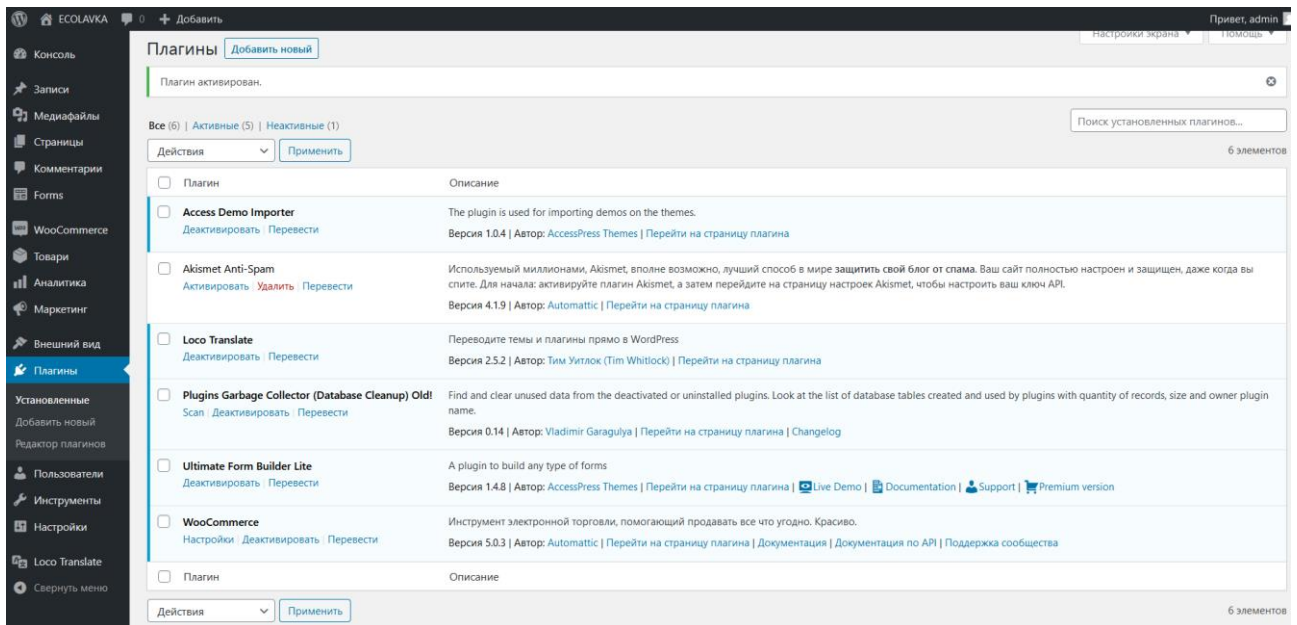 ECOLAVKA 0 Добавить
Привет, admin
Консоль
Записи
Медиафайлы
Страницы
Комментарии
Forms
WooCommerce
Товари
Аналитика
Маркетинг
Внешний вид
Плагины
Установленные
Добавить новый
Редактор плагинов
Пользователи
Инструменты
Настройки
Loco Translate
Свернуть меню
Настройки экрана
Помощь
Плагины Добавить новый
Плагин активирован.
Все (6) | Активные (5) | Неактивные (1)
Поиск установленных плагинов...
Действия Применить
6 элементов
Плагин Описание
Access Demo Importer
Деактивировать | Перевести
The plugin is used for importing demos on the themes.
Версия 1.0.4 | Автор: AccessPress Themes | Перейти на страницу плагина
Akismet Anti-Spam
Активировать | Удалить | Перевести
Используемый миллионами, Akismet, вполне возможно, лучший способ в мире защитить свой блог от спама. Ваш сайт полностью настроен и защищен, даже когда вы
спите. Для начала: активируйте плагин Akismet, а затем перейдите на страницу настроек Akismet, чтобы настроить ваш ключ API.
Версия 4.1.9 | Автор: Automattic | Перейти на страницу плагина
Loco Translate
Деактивировать | Перевести
Переводите темы и плагины прямо в WordPress
Версия 2.5.2 | Автор: Тим Уитлок (Tim Whitlock) | Перейти на страницу плагина
Plugins Garbage Collector (Database Cleanup) Old!
Scan | Деактивировать | Перевести
Find and clear unused data from the deactivated or uninstalled plugins. Look at the list of database tables created and used by plugins with quantity of records, size and owner plugin
name.
Версия 0.14 | Автор: Vladimir Garagulya | Перейти на страницу плагина | Changelog
Ultimate Form Builder Lite
Деактивировать | Перевести
A plugin to build any type of forms
Версия 1.4.8 | Автор: AccessPress Themes | Перейти на страницу плагина | Live Demo | Documentation | Support | Premium version
WooCommerce
Настройки | Деактивировать | Перевести
Инструмент электронной торговли, помогающий продавать все что угодно. Красиво.
Версия 5.0.3 | Автор: Automattic | Перейти на страницу плагина | Документация | Документация по API | Поддержка сообщества
Плагин Описание
Действия Применить
6 элементов